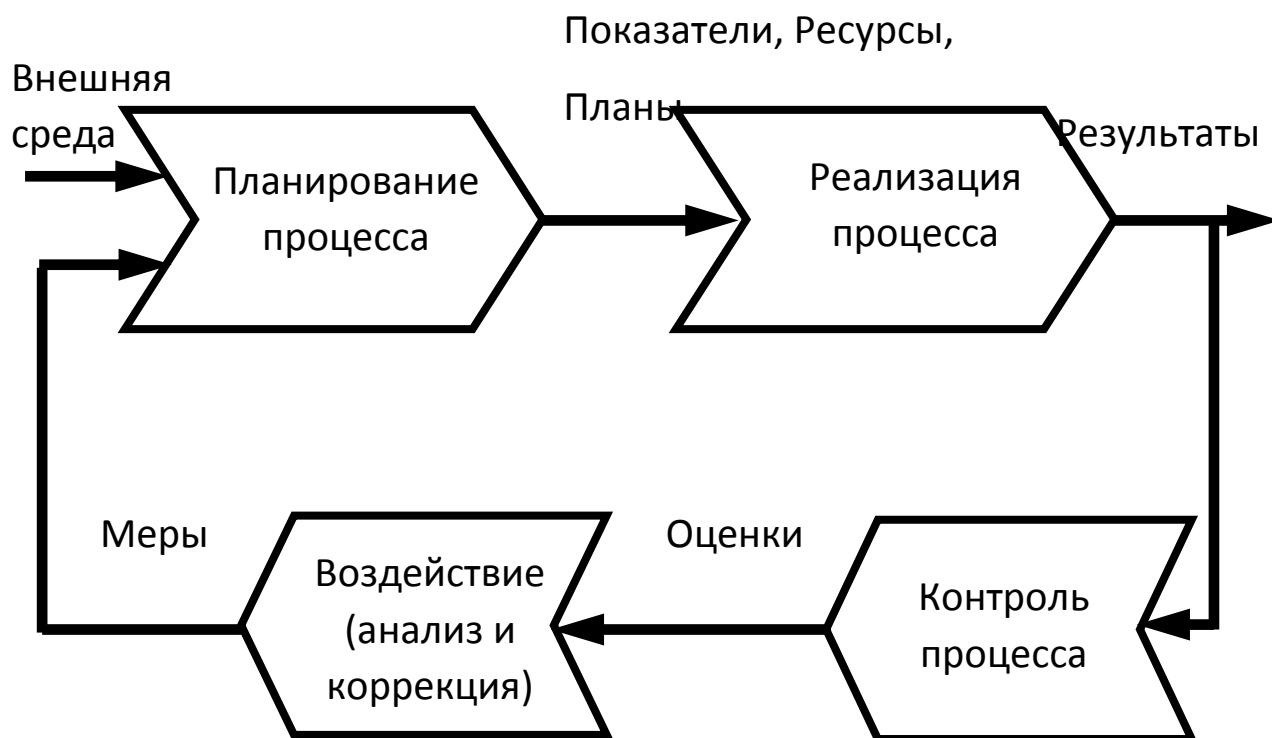 Показатели, Ресурсы,
Планы
Внешняя
среда
Результаты
Планирование
процесса
Реализация
процесса
Меры
Оценки
Воздействие
(анализ и
коррекция)
Контроль
процесса